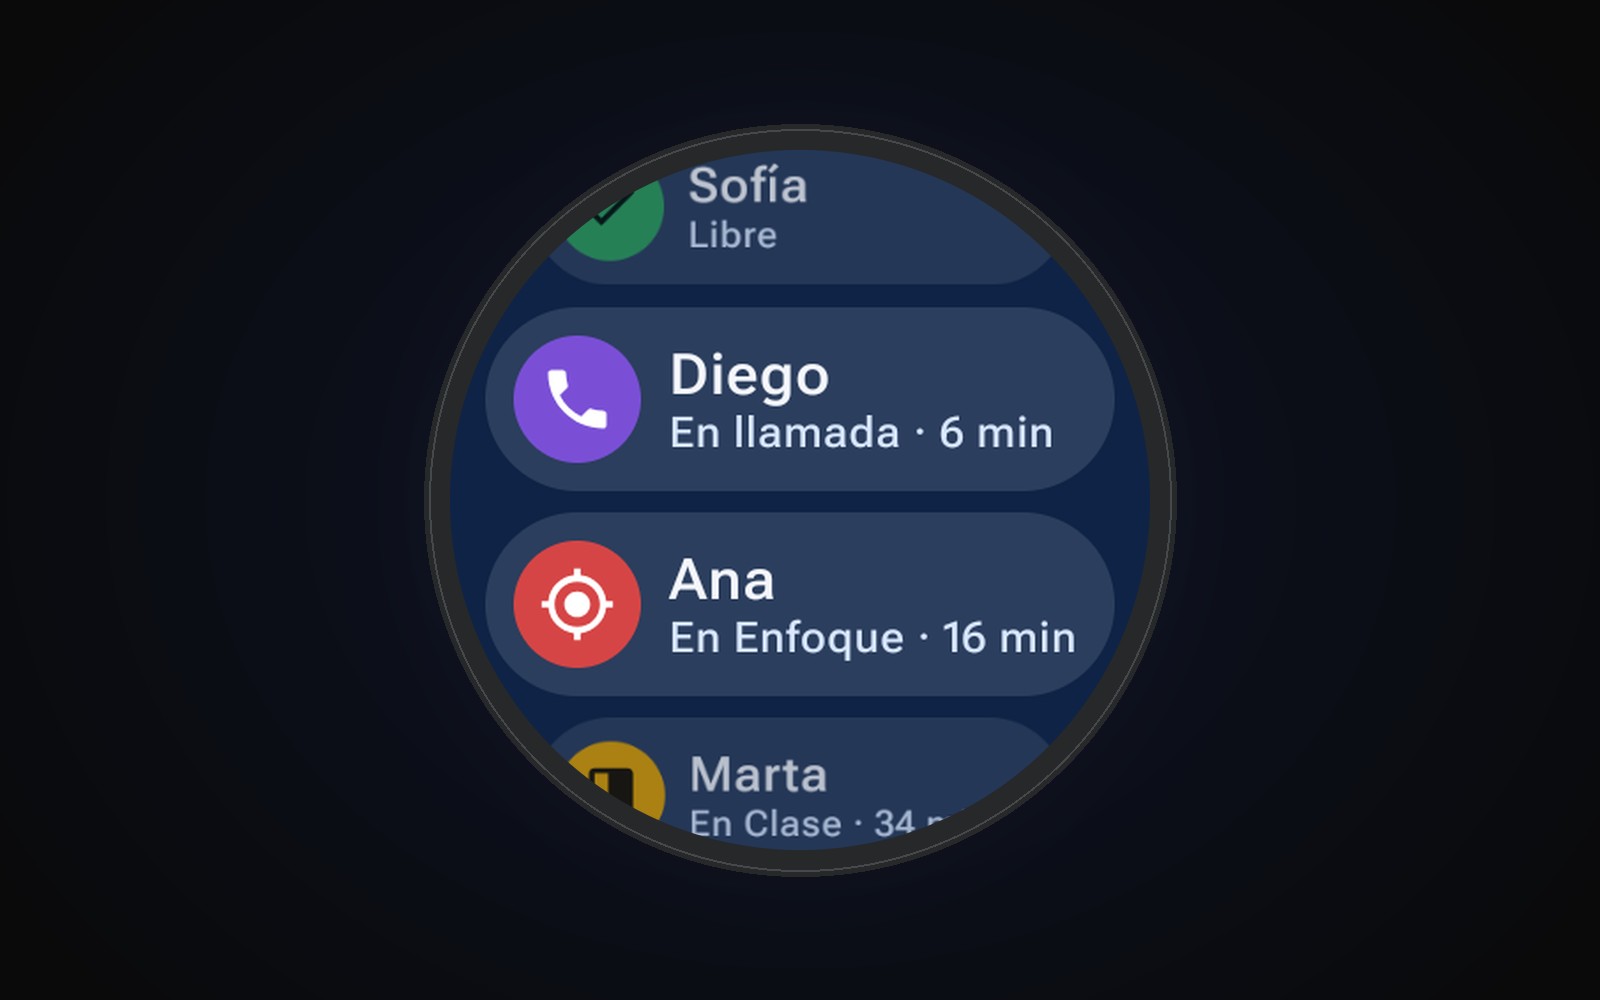 Sofía
Libre
Diego
En llamada · 6 min
Ana
En Enfoque · 16 min
Marta
En Clase · 34